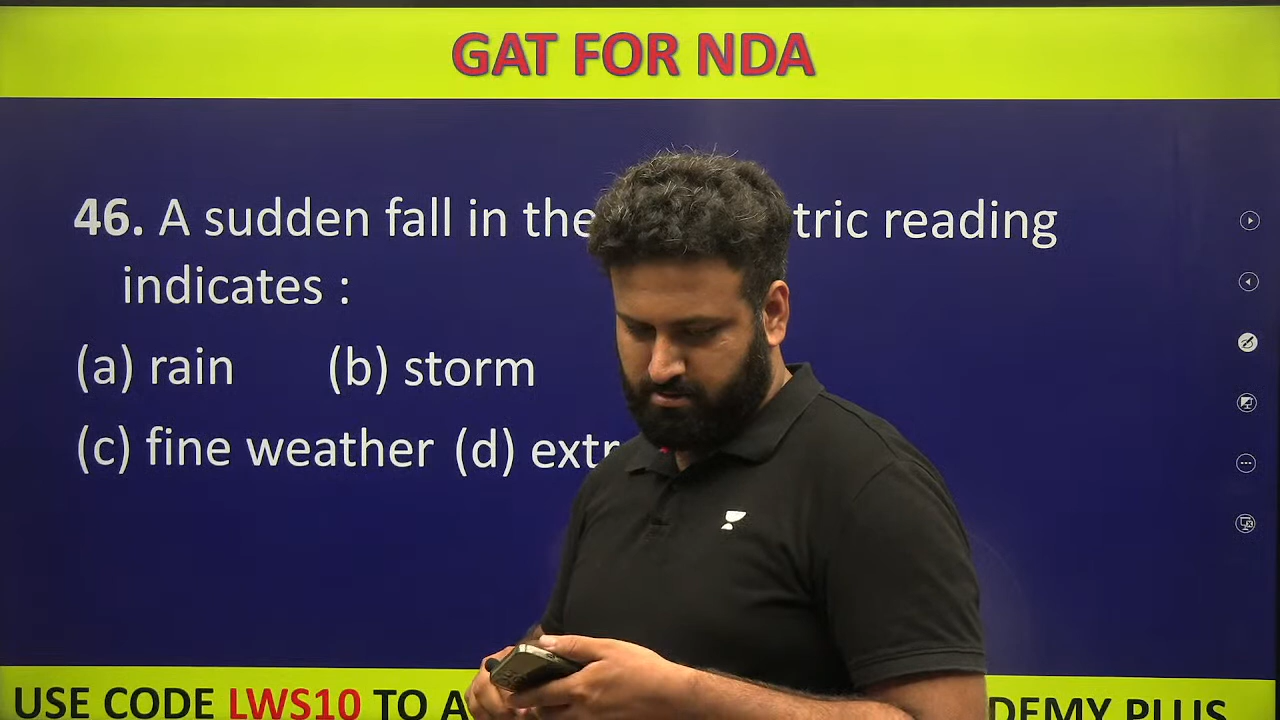 GAT FOR NDA
46. A sudden fall in the tric reading
indicates :
(a) rain (b) storm
(c) fine weather (d) extr
USE CODE LWS10 TO A DEMY PLUS